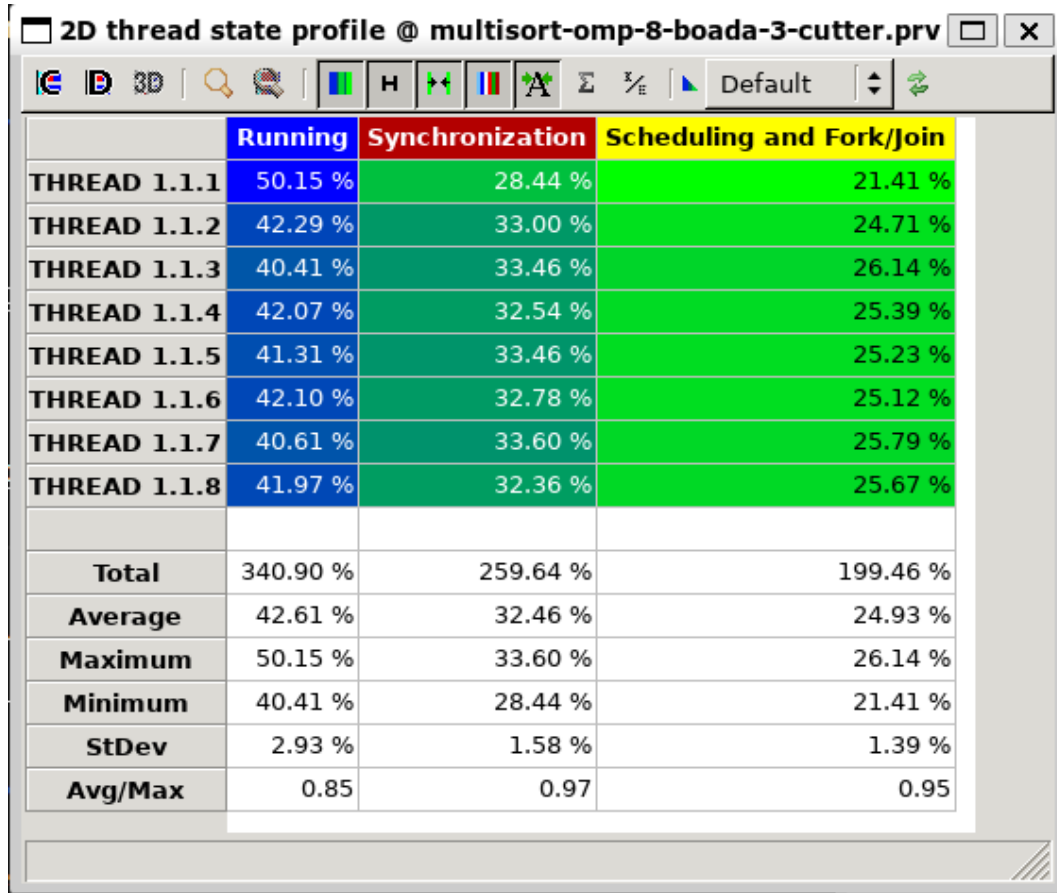 2D thread state profile @ multisort-omp-8-boada-3-cutter.prv
3D H Σ Default
Running Synchronization Scheduling and Fork/Join
THREAD 1.1.1 50.15 % 28.44 % 21.41 %
THREAD 1.1.2 42.29 % 33.00 % 24.71 %
THREAD 1.1.3 40.41 % 33.46 % 26.14 %
THREAD 1.1.4 42.07 % 32.54 % 25.39 %
THREAD 1.1.5 41.31 % 33.46 % 25.23 %
THREAD 1.1.6 42.10 % 32.78 % 25.12 %
THREAD 1.1.7 40.61 % 33.60 % 25.79 %
THREAD 1.1.8 41.97 % 32.36 % 25.67 %
Total 340.90 % 259.64 % 199.46 %
Average 42.61 % 32.46 % 24.93 %
Maximum 50.15 % 33.60 % 26.14 %
Minimum 40.41 % 28.44 % 21.41 %
StDev 2.93 % 1.58 % 1.39 %
Avg/Max 0.85 0.97 0.95